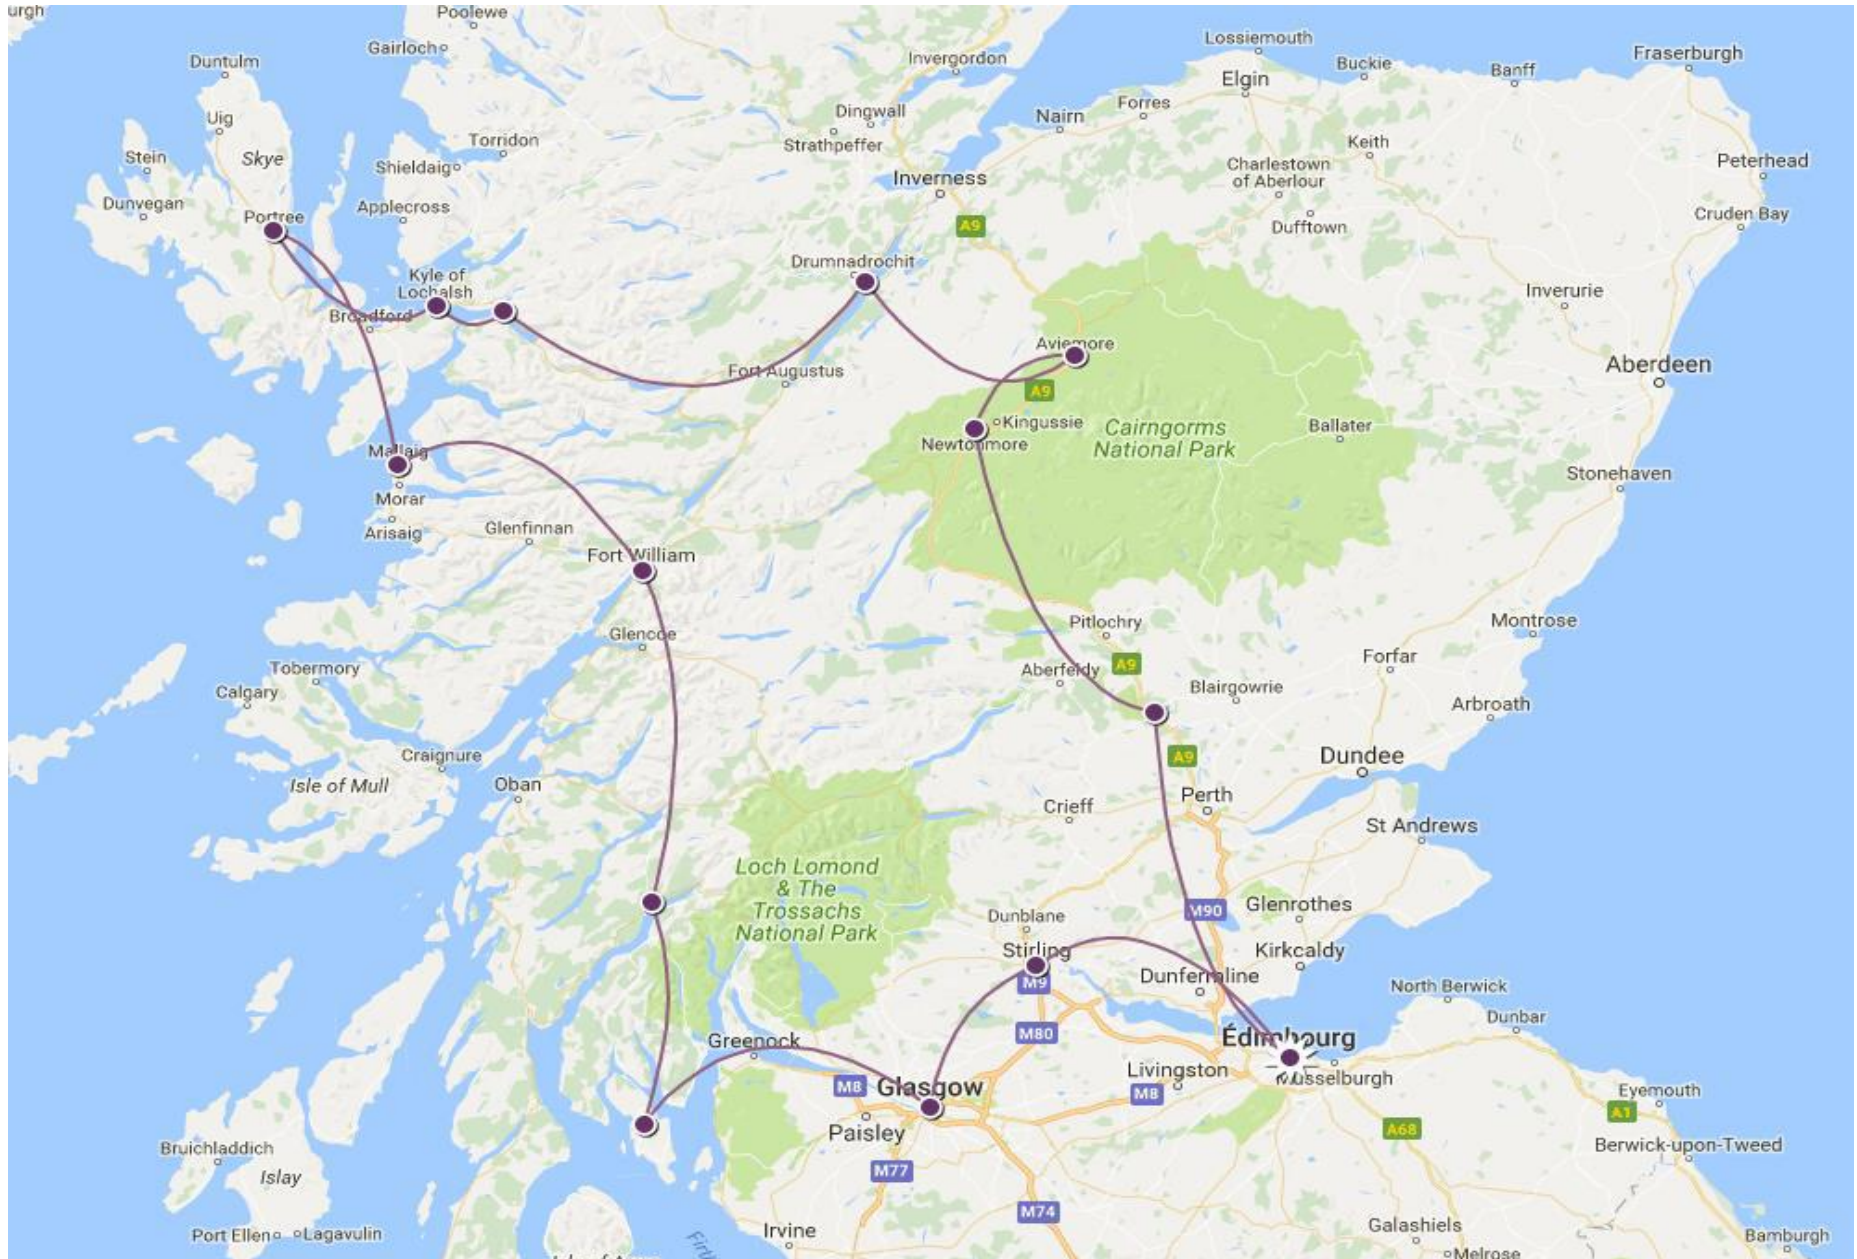 urgh
Poolewe
Gairloch
Duntulm
Invergordon
Lossiemouth
Elgin
Buckie
Banff
Fraserburgh
Uig
Skye
Stein
Dunvegan
Portree
Torridon
Shieldaig
Applecross
Dingwall
Strathpeffer
Inverness
Nairn
Forres
Keith
Charlestown
of Aberlour
Dufftown
Peterhead
Cruden Bay
A9
Kyle of
Lochalsh
Broadford
Drumnadrochit
Inverurie
Aviemore
Aberdeen
Fort Augustus
A9
Kingussie
Newtonmore
Cairngorms
National Park
Ballater
Mallaig
Morar
Arisaig
Glenfinnan
Stonehaven
Fort William
Glencoe
Pitlochry
Montrose
Tobermory
Calgary
Aberfeldy
A9
Blairgowrie
Forfar
Arbroath
Craignure
Isle of Mull
Oban
A9
Dundee
Crieff
Perth
St Andrews
Loch Lomond
& The
Trossachs
National Park
Dunblane
Stirling
M9
M90
Glenrothes
Kirkcaldy
Dunfermline
North Berwick
Dunbar
Greenock
M80
Édimbourg
Musselburgh
Livingston
M8
M8
Glasgow
Paisley
Eyemouth
A1
A68
Berwick-upon-Tweed
Bruichladdich
Islay
M77
M74
Port Ellen
Lagavulin
Irvine
Galashiels
Melrose
Bamburgh